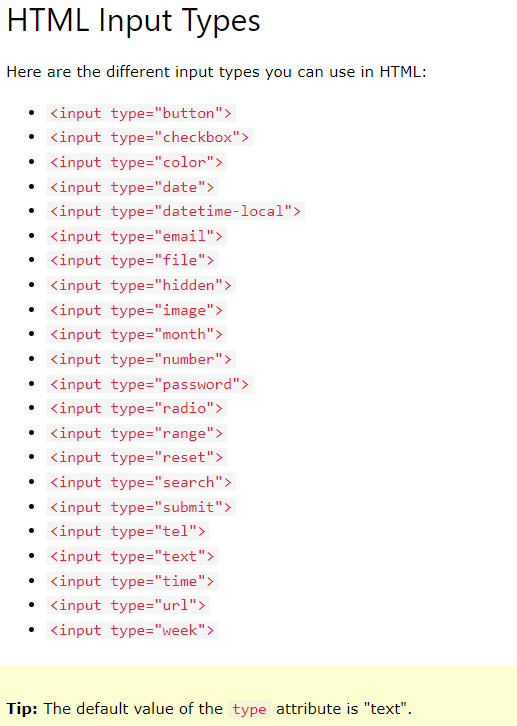 HTML Input Types
Here are the different input types you can use in HTML:
<input type="button">
<input type="checkbox">
<input type="color">
<input type="date">
<input type="datetime-local">
<input type="email">
<input type="file">
<input type="hidden">
<input type="image">
<input type="month">
<input type="number">
<input type="password">
<input type="radio">
<input type="range">
<input type="reset">
<input type="search">
<input type="submit">
<input type="tel">
<input type="text">
<input type="time">
<input type="url">
<input type="week">
Tip: The default value of the type attribute is "text".